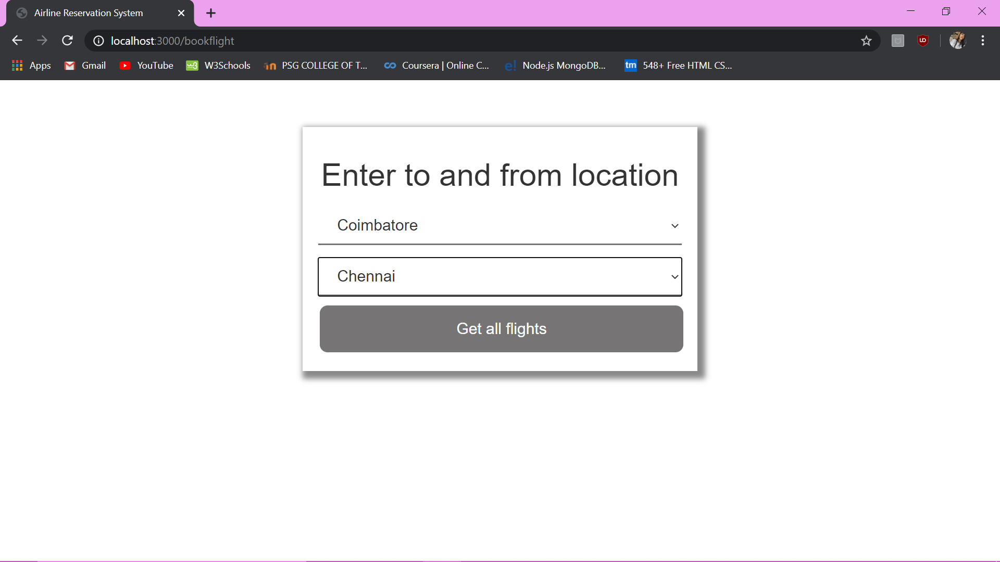 Airline Reservation System
localhost:3000/bookflight
Apps Gmail YouTube W3Schools PSG COLLEGE OF T... Coursera | Online C... Node.js MongoDB... 548+ Free HTML CS...
Enter to and from location
Coimbatore
Chennai
Get all flights